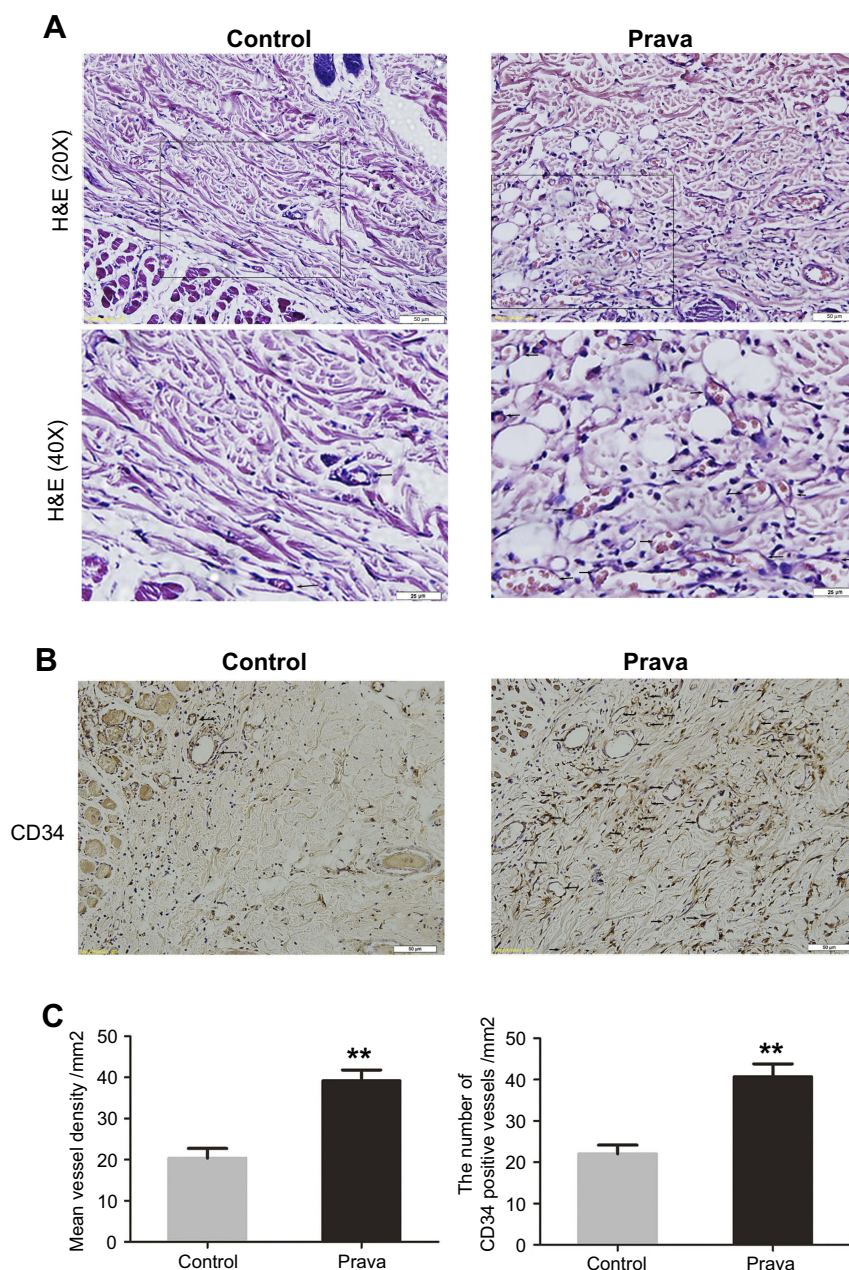 A
Control
Prava
H&E (20X)
50 µm
50 µm
H&E (40X)
25 µm
25 µm
B
Control
Prava
CD34
50 µm
50 µm
C
Mean vessel density/mm2
50
40
30
20
10
0
**
Control
Prava
The number of
CD34 positive vessels /mm2
50
40
30
20
10
0
**
Control
Prava